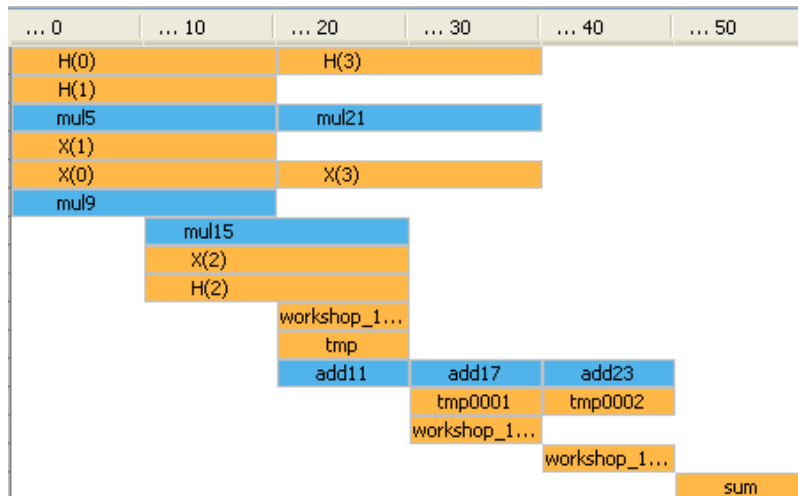 ... 0 ... 10 ... 20 ... 30 ... 40 ... 50
H(0) H(3)
H(1)
mul5 mul21
X(1)
X(0) X(3)
mul9
mul15
X(2)
H(2)
workshop_1...
tmp
add11 add17 add23
tmp0001 tmp0002
workshop_1...
workshop_1...
sum